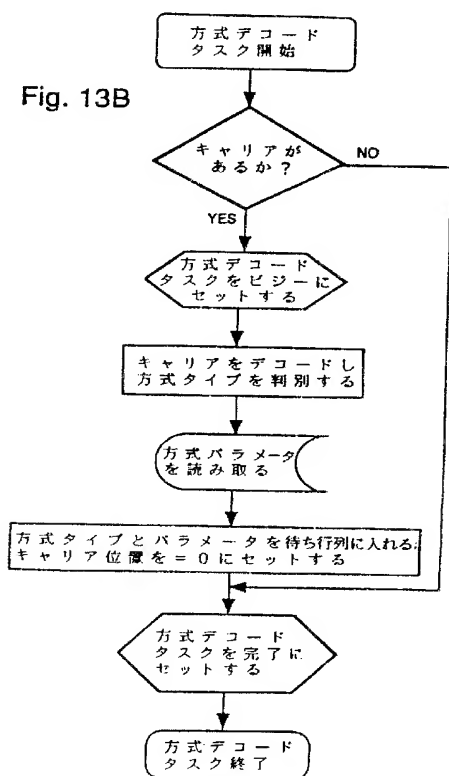 方式デコード
タスク開始
Fig. 13B
キャリアが
あるか？
NO
YES
方式デコード
タスクをビジーに
セットする
キャリアをデコードし
方式タイプを判別する
方式パラメータ
を読み取る
方式タイプとパラメータを待ち行列に入れる;
キャリア位置を＝０にセットする
方式デコード
タスクを完了に
セットする
方式デコード
タスク終了